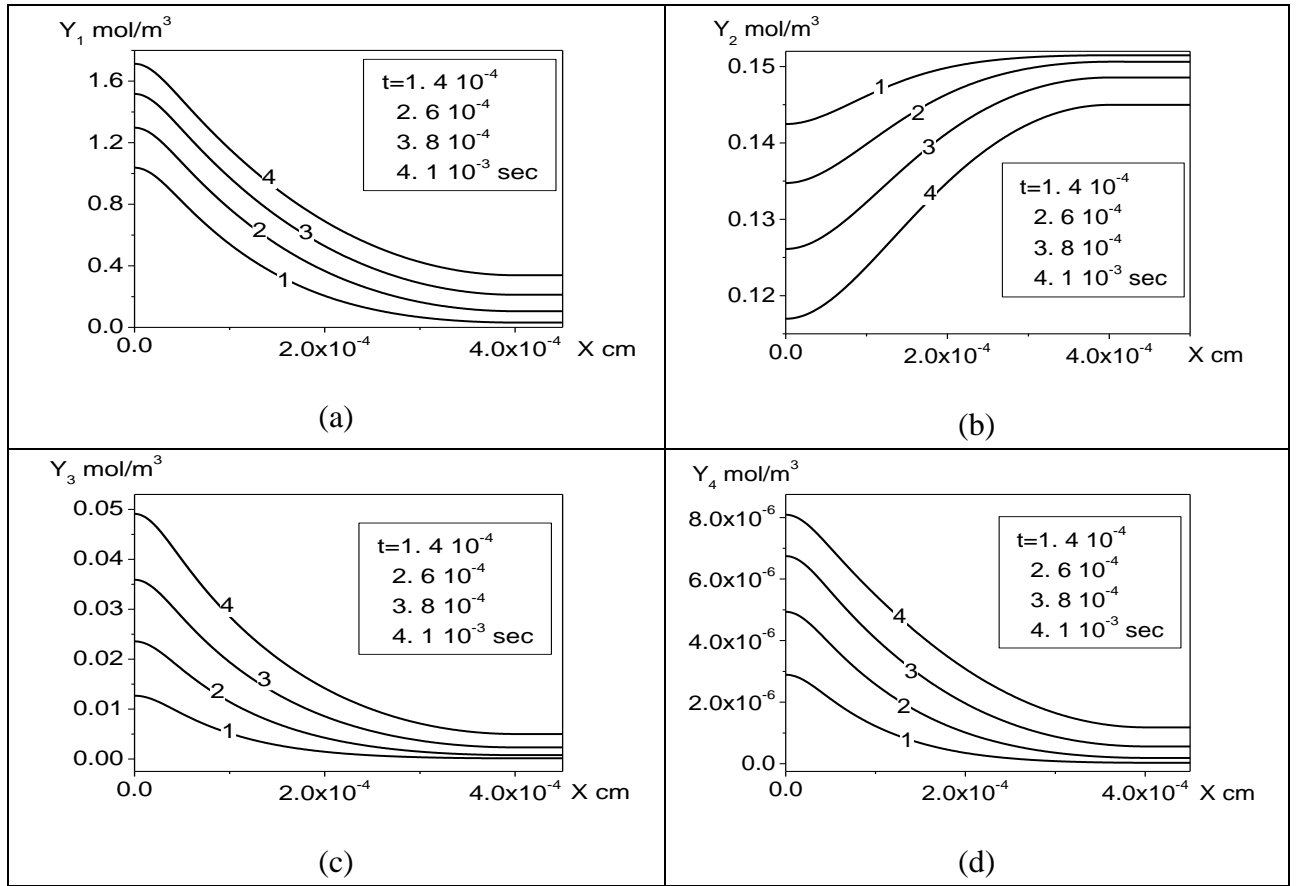 Y₁ mol/m³
1.6
1.2
0.8
0.4
0.0
t=1. 4 10⁻⁴
2. 6 10⁻⁴
3. 8 10⁻⁴
4. 1 10⁻³ sec
4
3
2
1
0.0 2.0x10⁻⁴ 4.0x10⁻⁴ X cm
(a)
Y₂ mol/m³
0.15
0.14
0.13
0.12
1
2
3
4
t=1. 4 10⁻⁴
2. 6 10⁻⁴
3. 8 10⁻⁴
4. 1 10⁻³ sec
0.0 2.0x10⁻⁴ 4.0x10⁻⁴ X cm
(b)
Y₃ mol/m³
0.05
0.04
0.03
0.02
0.01
0.00
t=1. 4 10⁻⁴
2. 6 10⁻⁴
3. 8 10⁻⁴
4. 1 10⁻³ sec
4
3
2
1
0.0 2.0x10⁻⁴ 4.0x10⁻⁴ X cm
(c)
Y₄ mol/m³
8.0x10⁻⁶
6.0x10⁻⁶
4.0x10⁻⁶
2.0x10⁻⁶
0.0
t=1. 4 10⁻⁴
2. 6 10⁻⁴
3. 8 10⁻⁴
4. 1 10⁻³ sec
4
3
2
1
0.0 2.0x10⁻⁴ 4.0x10⁻⁴ X cm
(d)